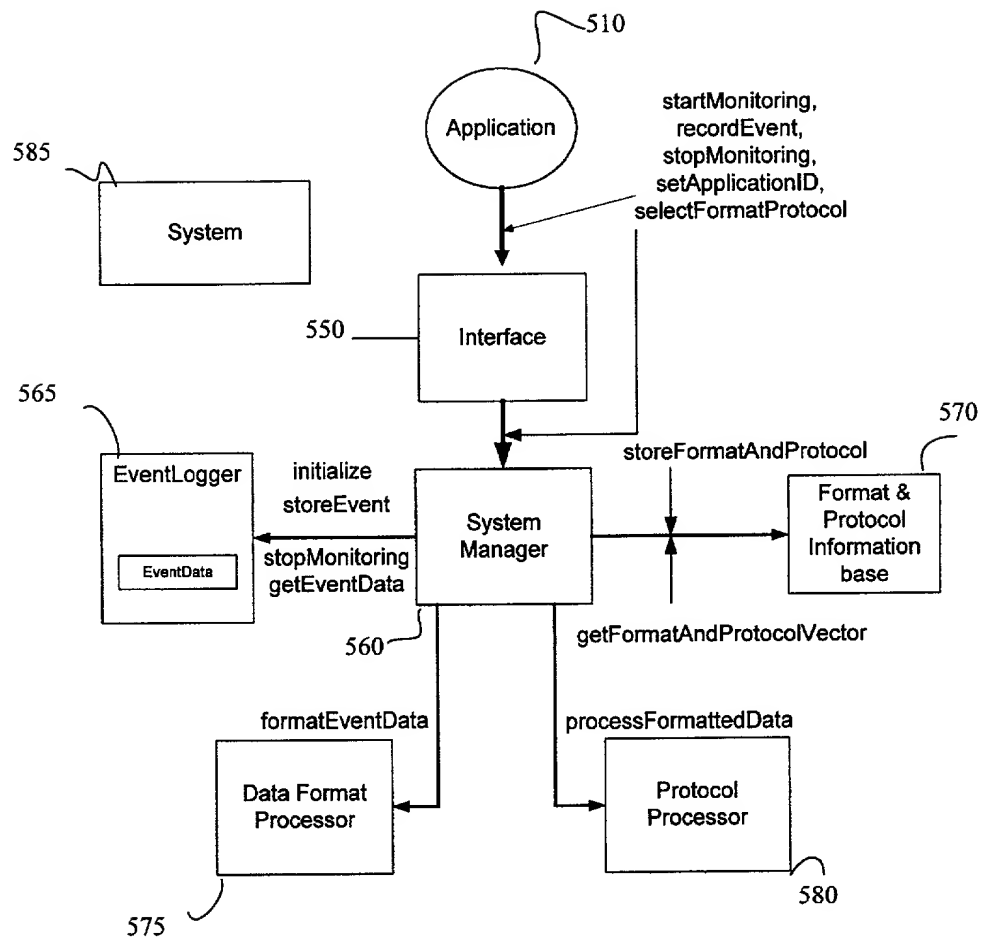 510
Application
startMonitoring,
recordEvent,
stopMonitoring,
setApplicationID,
selectFormatProtocol
585
System
550
Interface
565
EventLogger
EventData
initialize
storeEvent
stopMonitoring
getEventData
System
Manager
560
storeFormatAndProtocol
getFormatAndProtocolVector
570
Format &
Protocol
Information
base
formatEventData
processFormattedData
Data Format
Processor
575
Protocol
Processor
580